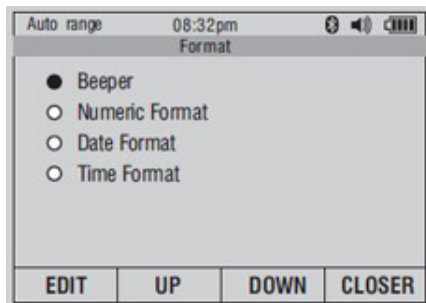 Auto range 08:32pm
Format
Beeper
Numeric Format
Date Format
Time Format
EDIT UP DOWN CLOSER